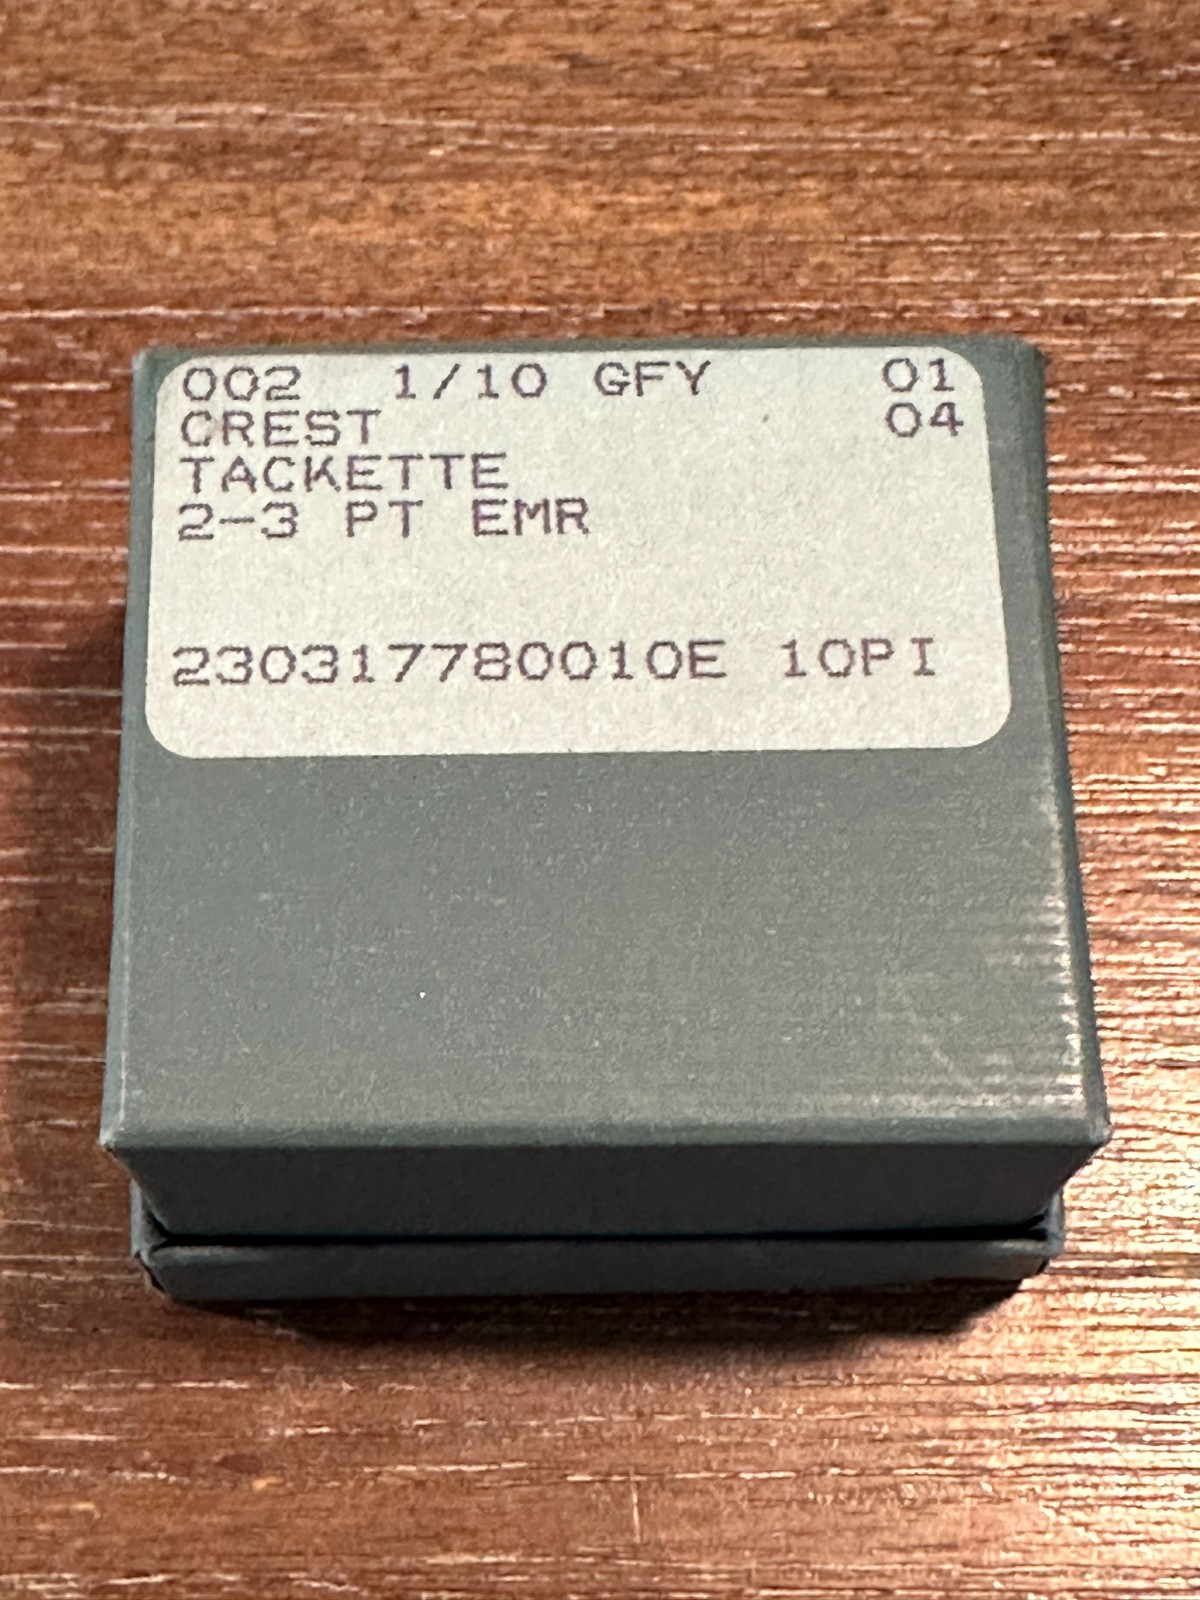 002 1/10 GFY 01
CREST 04
TACKETTE
2-3 PT EMR
230317780010E 10PI